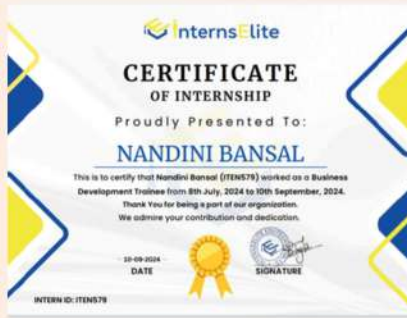 InternsElite
CERTIFICATE
OF INTERNSHIP
Proudly Presented To:
NANDINI BANSAL
This is to certify that Nandini Bansal (ITEN579) worked as a Business
Development Trainee from 8th July, 2024 to 10th September, 2024.
Thank You for being a part of our organization.
We admire your contribution and dedication.
10-09-2024
DATE
SIGNATURE
INTERN ID: ITEN579